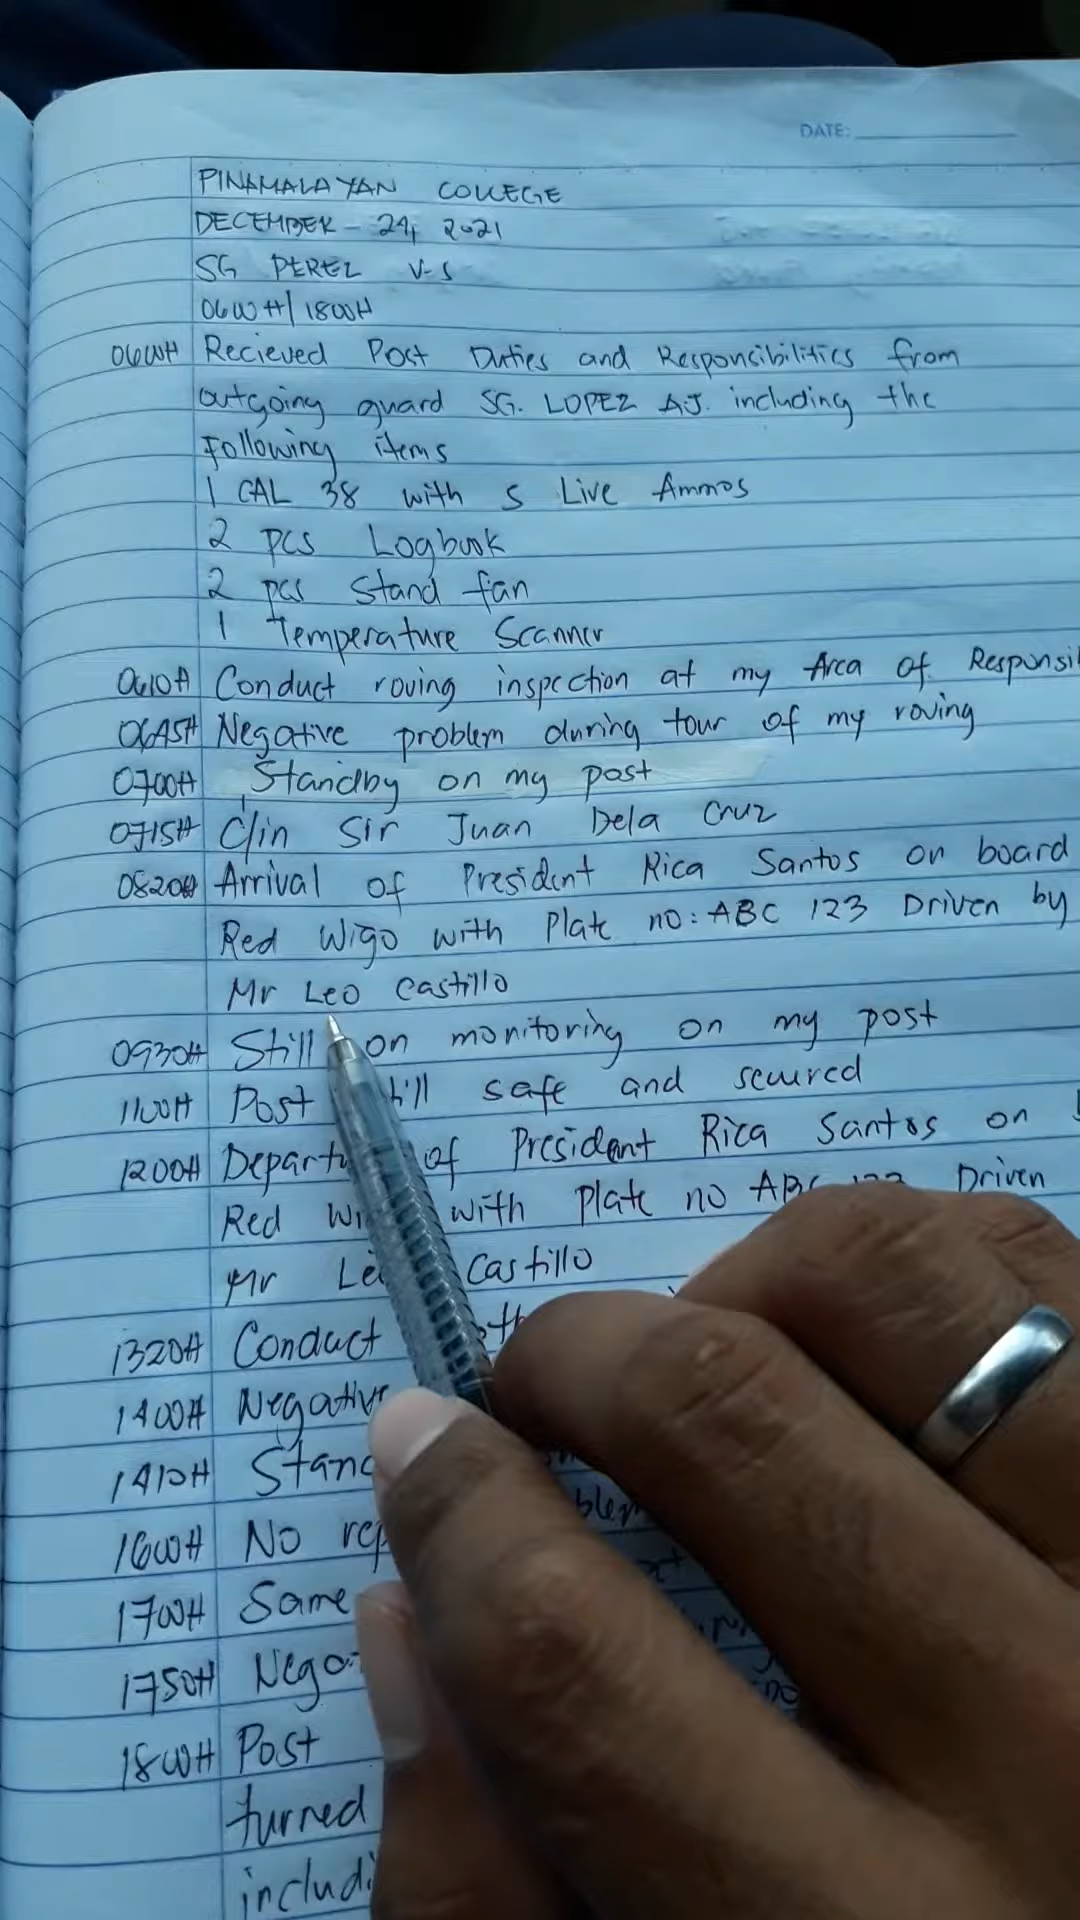 DATE:
PINAMALAYAN COLLEGE
DECEMBER - 24, 2021
SG PEREZ V-S
0600H/1800H
0600H Recieved Post Duties and Responsibilities from
outgoing guard SG. LOPEZ A.J. including the
Following items
1 CAL 38 with 5 Live Ammos
2 pcs Logbook
2 pcs Stand fan
1 Temperature Scanner
0610H Conduct roving inspection at my Area of Responsi
0645H Negative problem during tour of my roving
0700H Standby on my post
0715H C/in Sir Juan Dela Cruz
0820H Arrival of President Rica Santos on board
Red Wigo with Plate no: ABC 123 Driven by
Mr Leo Castillo
0930H Still on monitoring on my post
1100H Post safe and secured
1200H of President Rica Santos on
Red with Plate no ABC 123 Driven
Mr Castillo
1320H Conduct
1400H Negative
1410H
1600H No
1700H Same
1750H
1800H Post
turned